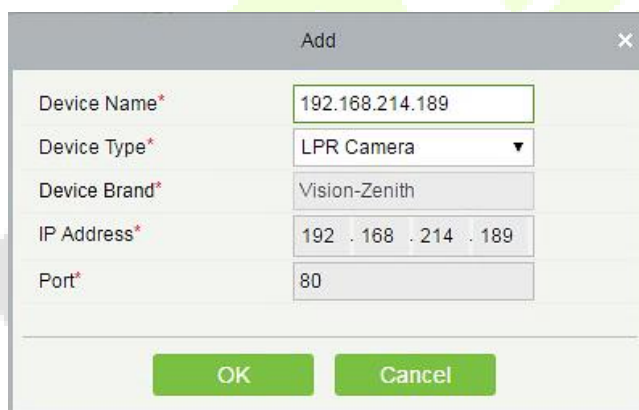 Add ×
Device Name* 192.168.214.189
Device Type* LPR Camera ▼
Device Brand* Vision-Zenith
IP Address* 192 . 168 . 214 . 189
Port* 80
OK Cancel